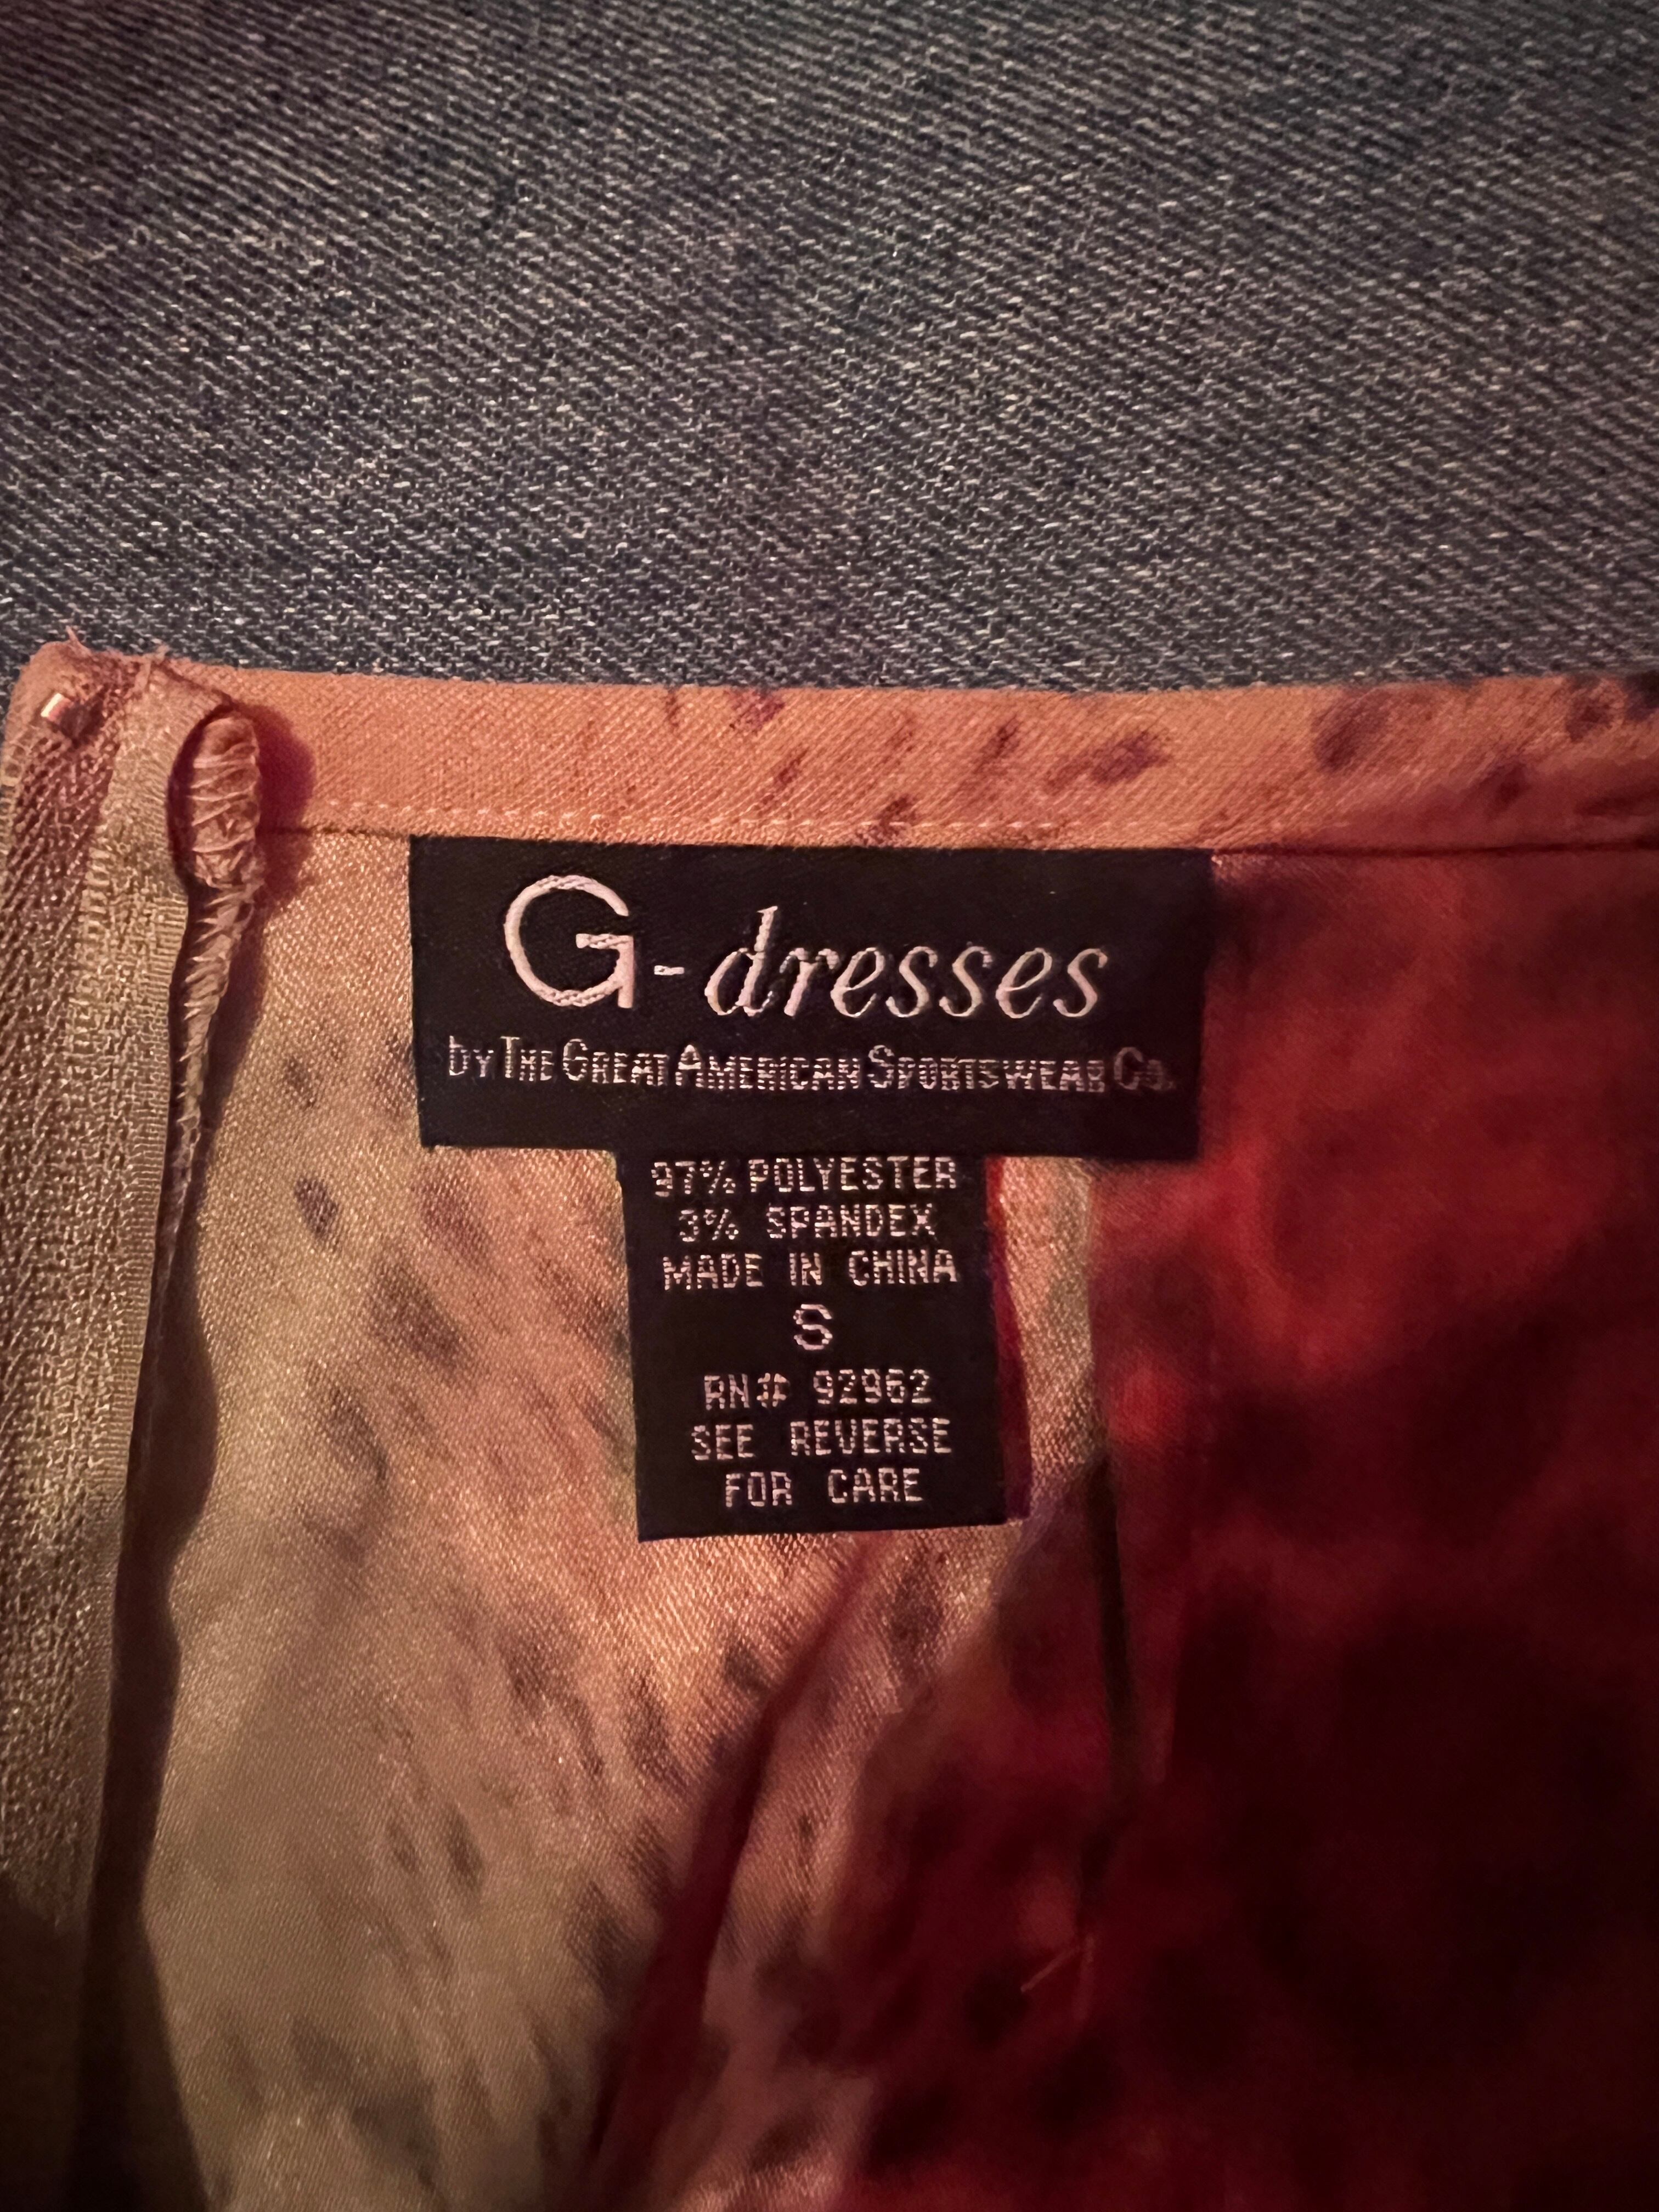 G-dresses
by The Great American Sportswear Co.
97% POLYESTER
3% SPANDEX
MADE IN CHINA
S
RN# 92962
SEE REVERSE
FOR CARE